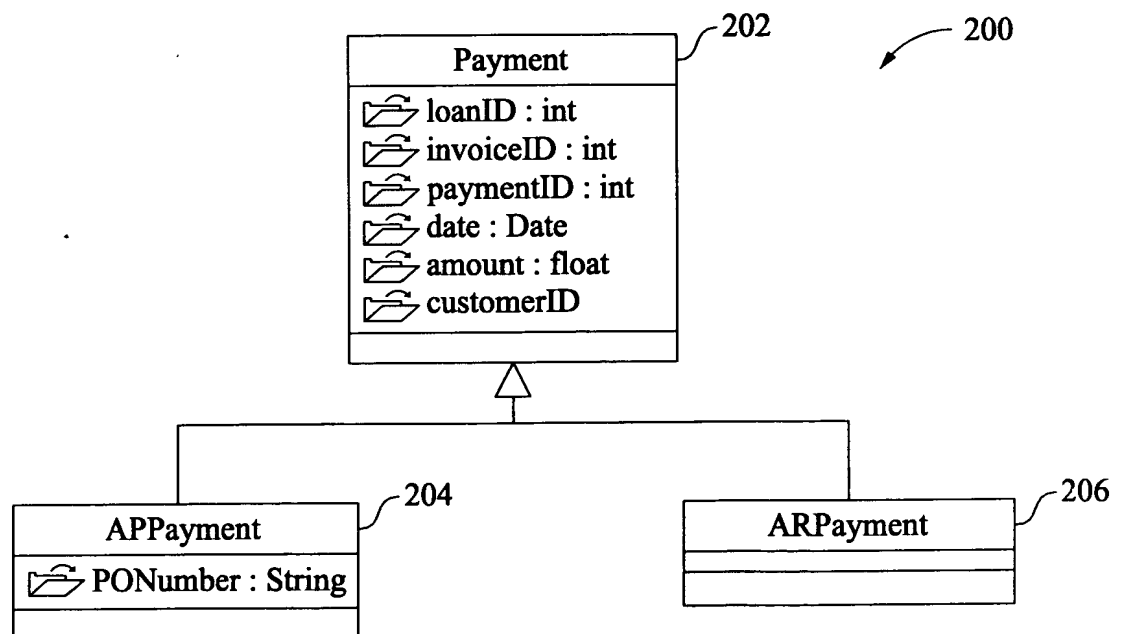 202
200
Payment
loanID : int
invoiceID : int
paymentID : int
date : Date
amount : float
customerID
204
APPayment
PONumber : String
206
ARPayment